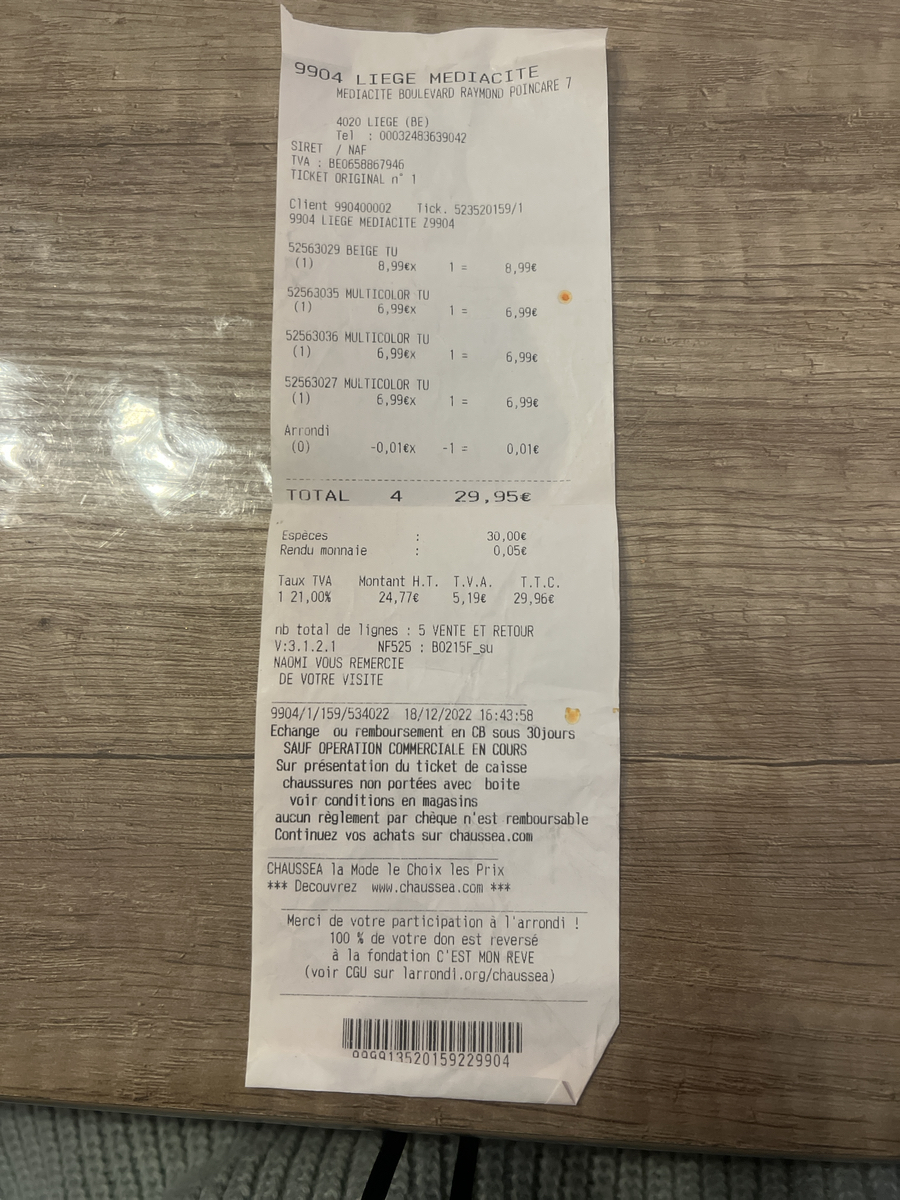 9904 LIEGE MEDIACITE
MEDIACITE BOULEVARD RAYMOND POINCARE 7
4020 LIEGE (BE)
Tel : 00032483639042
SIRET / NAF
TVA : BE0658867946
TICKET ORIGINAL n° 1
Client 990400002 Tick. 523520159/1
9904 LIEGE MEDIACITE Z9904
52563029 BEIGE TU
(1) 8,99€x 1 = 8,99€
52563035 MULTICOLOR TU
(1) 6,99€x 1 = 6,99€
52563036 MULTICOLOR TU
(1) 6,99€x 1 = 6,99€
52563027 MULTICOLOR TU
(1) 6,99€x 1 = 6,99€
Arrondi
(0) -0,01€x -1 = 0,01€
TOTAL 4 29,95€
Espèces : 30,00€
Rendu monnaie : 0,05€
Taux TVA Montant H.T. T.V.A. T.T.C.
1 21,00% 24,77€ 5,19€ 29,96€
nb total de lignes : 5 VENTE ET RETOUR
V:3.1.2.1 NF525 : B0215F_su
NAOMI VOUS REMERCIE
DE VOTRE VISITE
9904/1/159/534022 18/12/2022 16:43:58
Echange ou remboursement en CB sous 30jours
SAUF OPERATION COMMERCIALE EN COURS
Sur présentation du ticket de caisse
chaussures non portées avec boite
voir conditions en magasins
aucun règlement par chèque n'est remboursable
Continuez vos achats sur chaussea.com
CHAUSSEA la Mode le Choix les Prix
*** Decouvrez www.chaussea.com ***
Merci de votre participation à l'arrondi !
100 % de votre don est reversé
à la fondation C'EST MON REVE
(voir CGU sur larrondi.org/chaussea)
999913520159229904